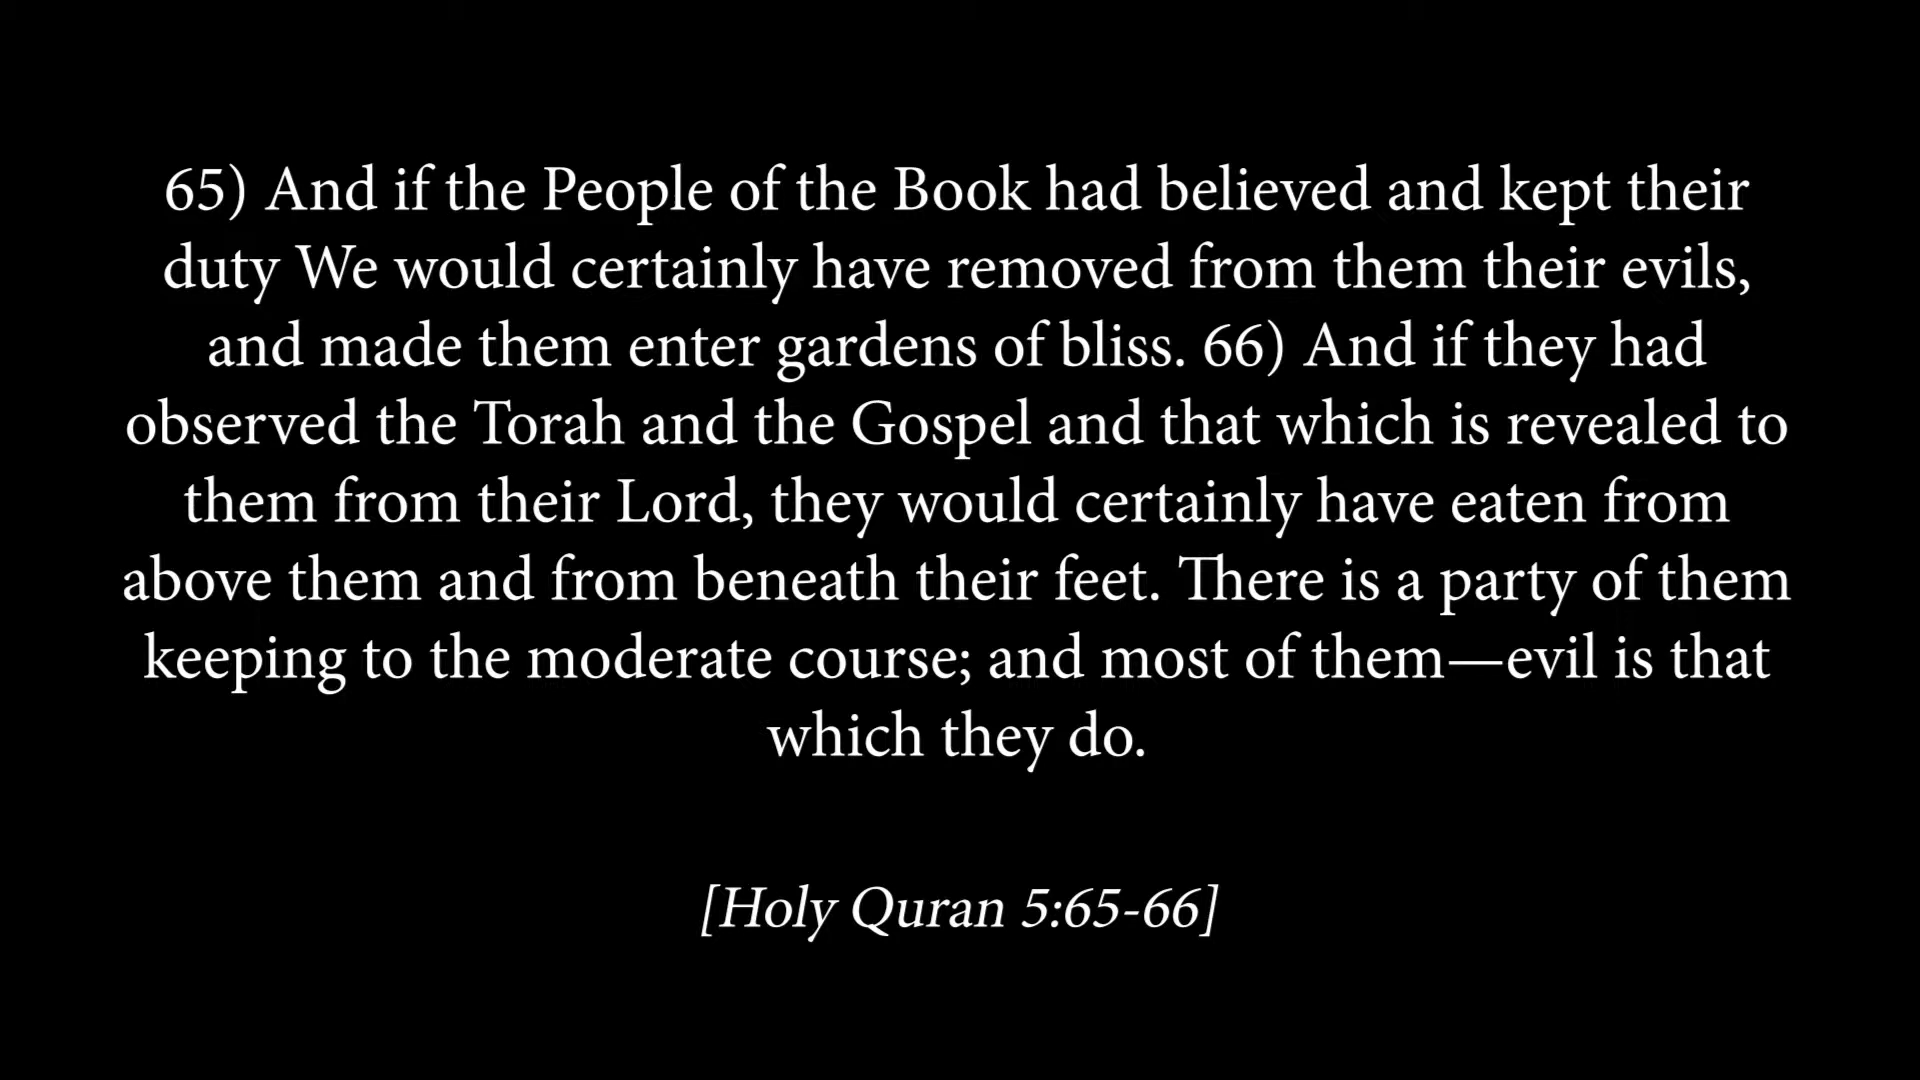 65) And if the People of the Book had believed and kept their
duty We would certainly have removed from them their evils,
and made them enter gardens of bliss. 66) And if they had
observed the Torah and the Gospel and that which is revealed to
them from their Lord, they would certainly have eaten from
above them and from beneath their feet. There is a party of them
keeping to the moderate course; and most of them—evil is that
which they do.
[Holy Quran 5:65-66]